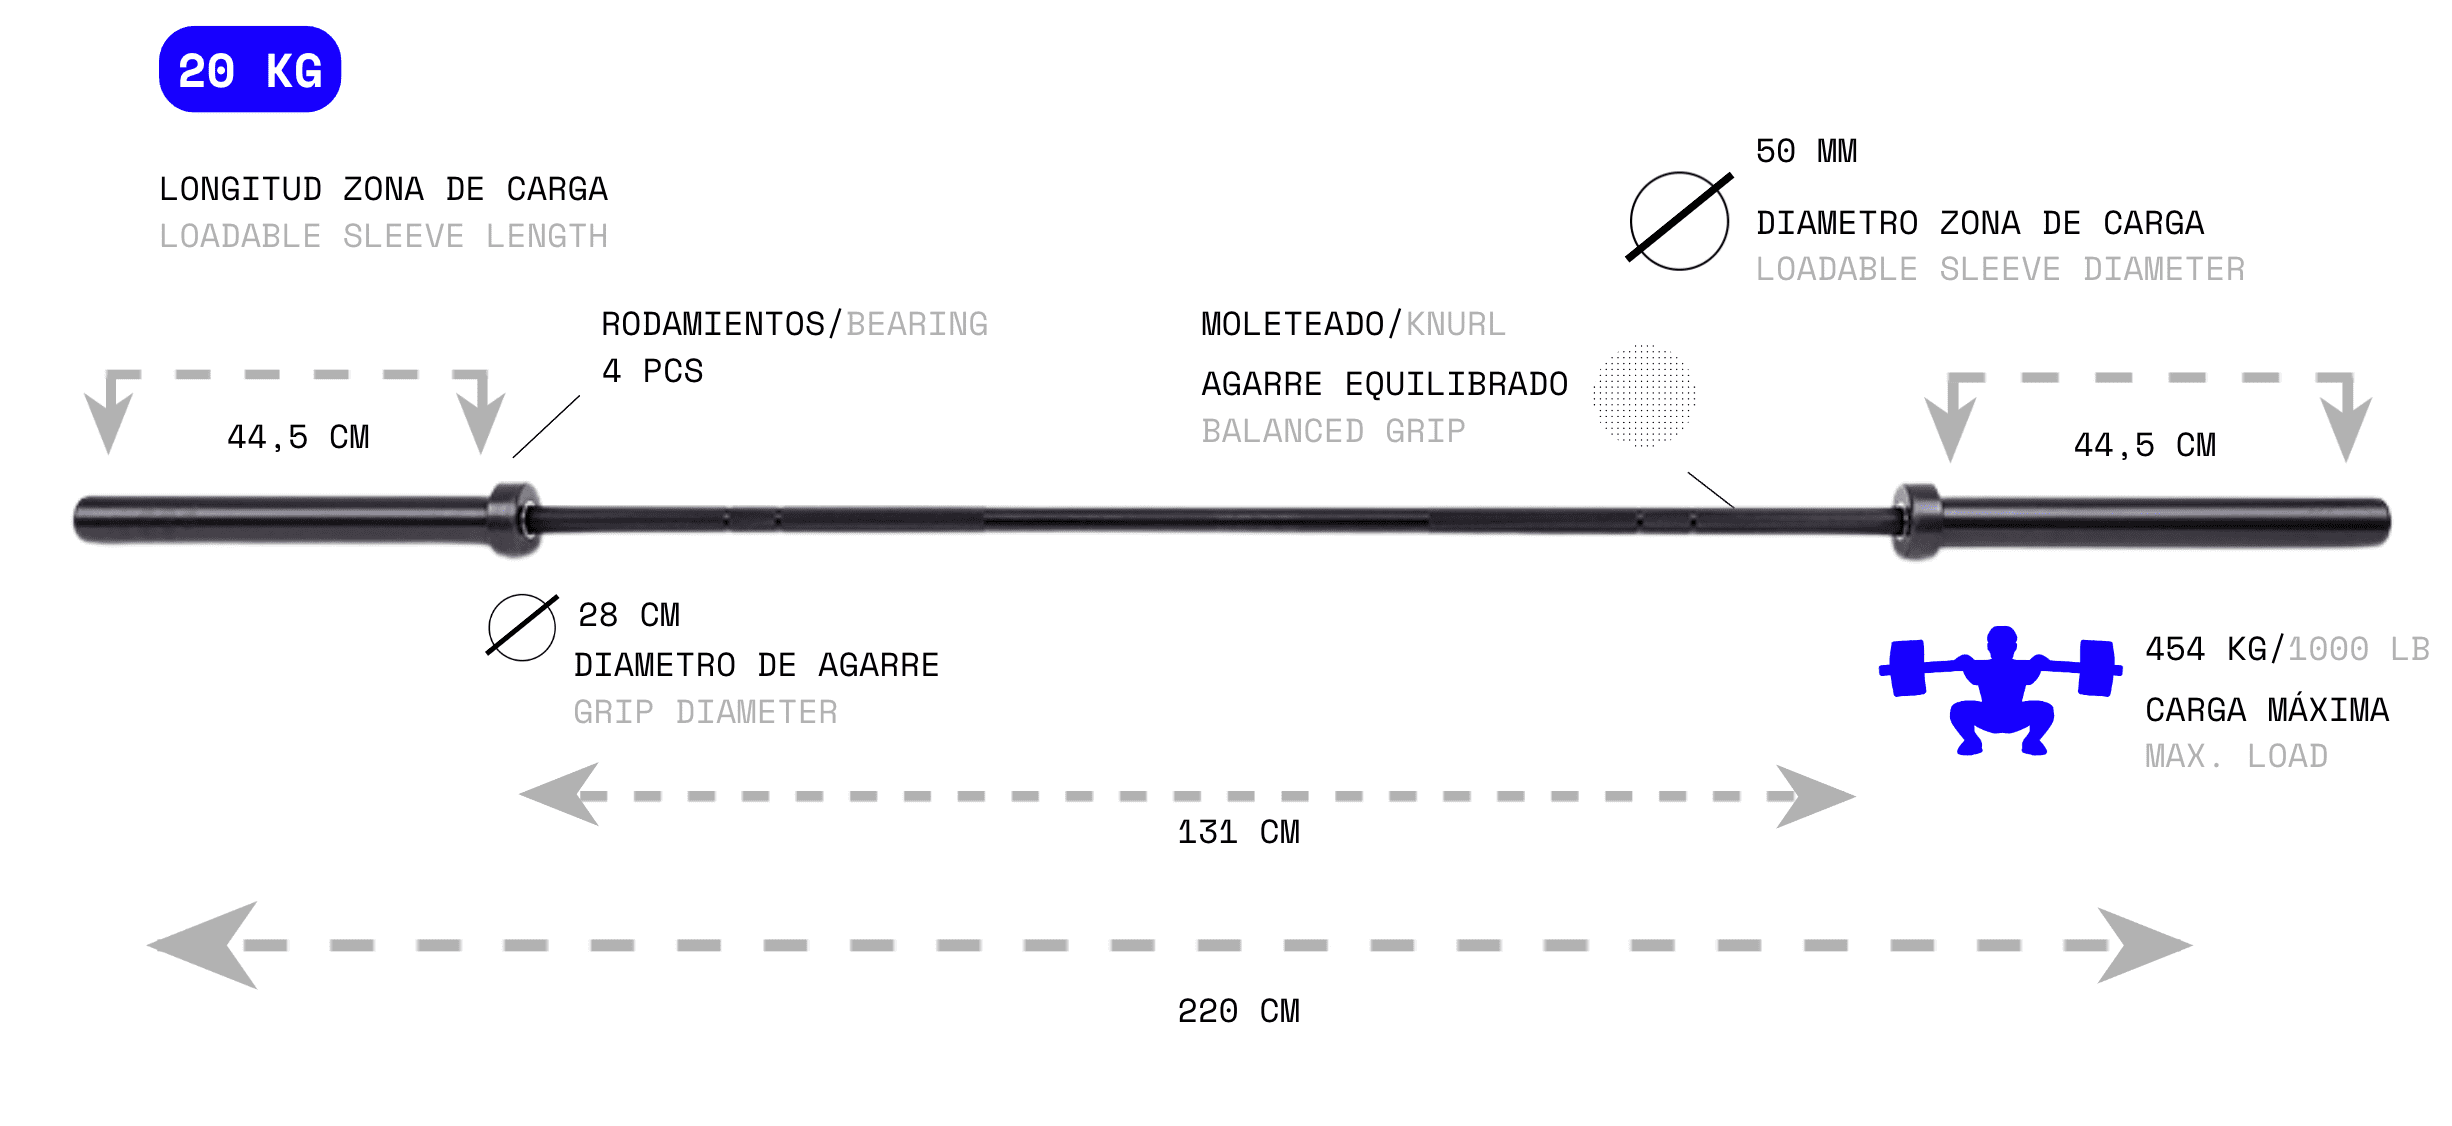 20 KG
LONGITUD ZONA DE CARGA
LOADABLE SLEEVE LENGTH
50 MM
DIAMETRO ZONA DE CARGA
LOADABLE SLEEVE DIAMETER
RODAMIENTOS/BEARING
4 PCS
MOLETEADO/KNURL
AGARRE EQUILIBRADO
BALANCED GRIP
44,5 CM
44,5 CM
28 CM
DIAMETRO DE AGARRE
GRIP DIAMETER
454 KG/1000 LB
CARGA MÁXIMA
MAX. LOAD
131 CM
220 CM